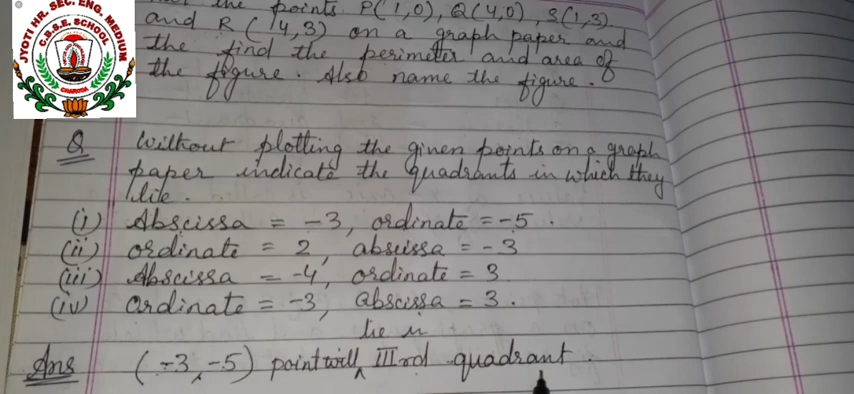 the points P(1,0), Q(4,0), S(1,3)
and R(4,3) on a graph paper and
the find the perimeter and area of
the figure. Also name the figure.
JYOTI HR. SEC. ENG. MEDIUM
C.B.S.E. SCHOOL
CHARODA
Q Without plotting the given points on a graph
paper indicate the quadrants in which they
lie.
(i) Abscissa = -3, ordinate = -5.
(ii) ordinate = 2, abscissa = -3
(iii) Abscissa = -4, ordinate = 3
(iv) ordinate = -3, Abscissa = 3.
lie in
Ans (-3, -5) point will ^ IIIrd quadrant.